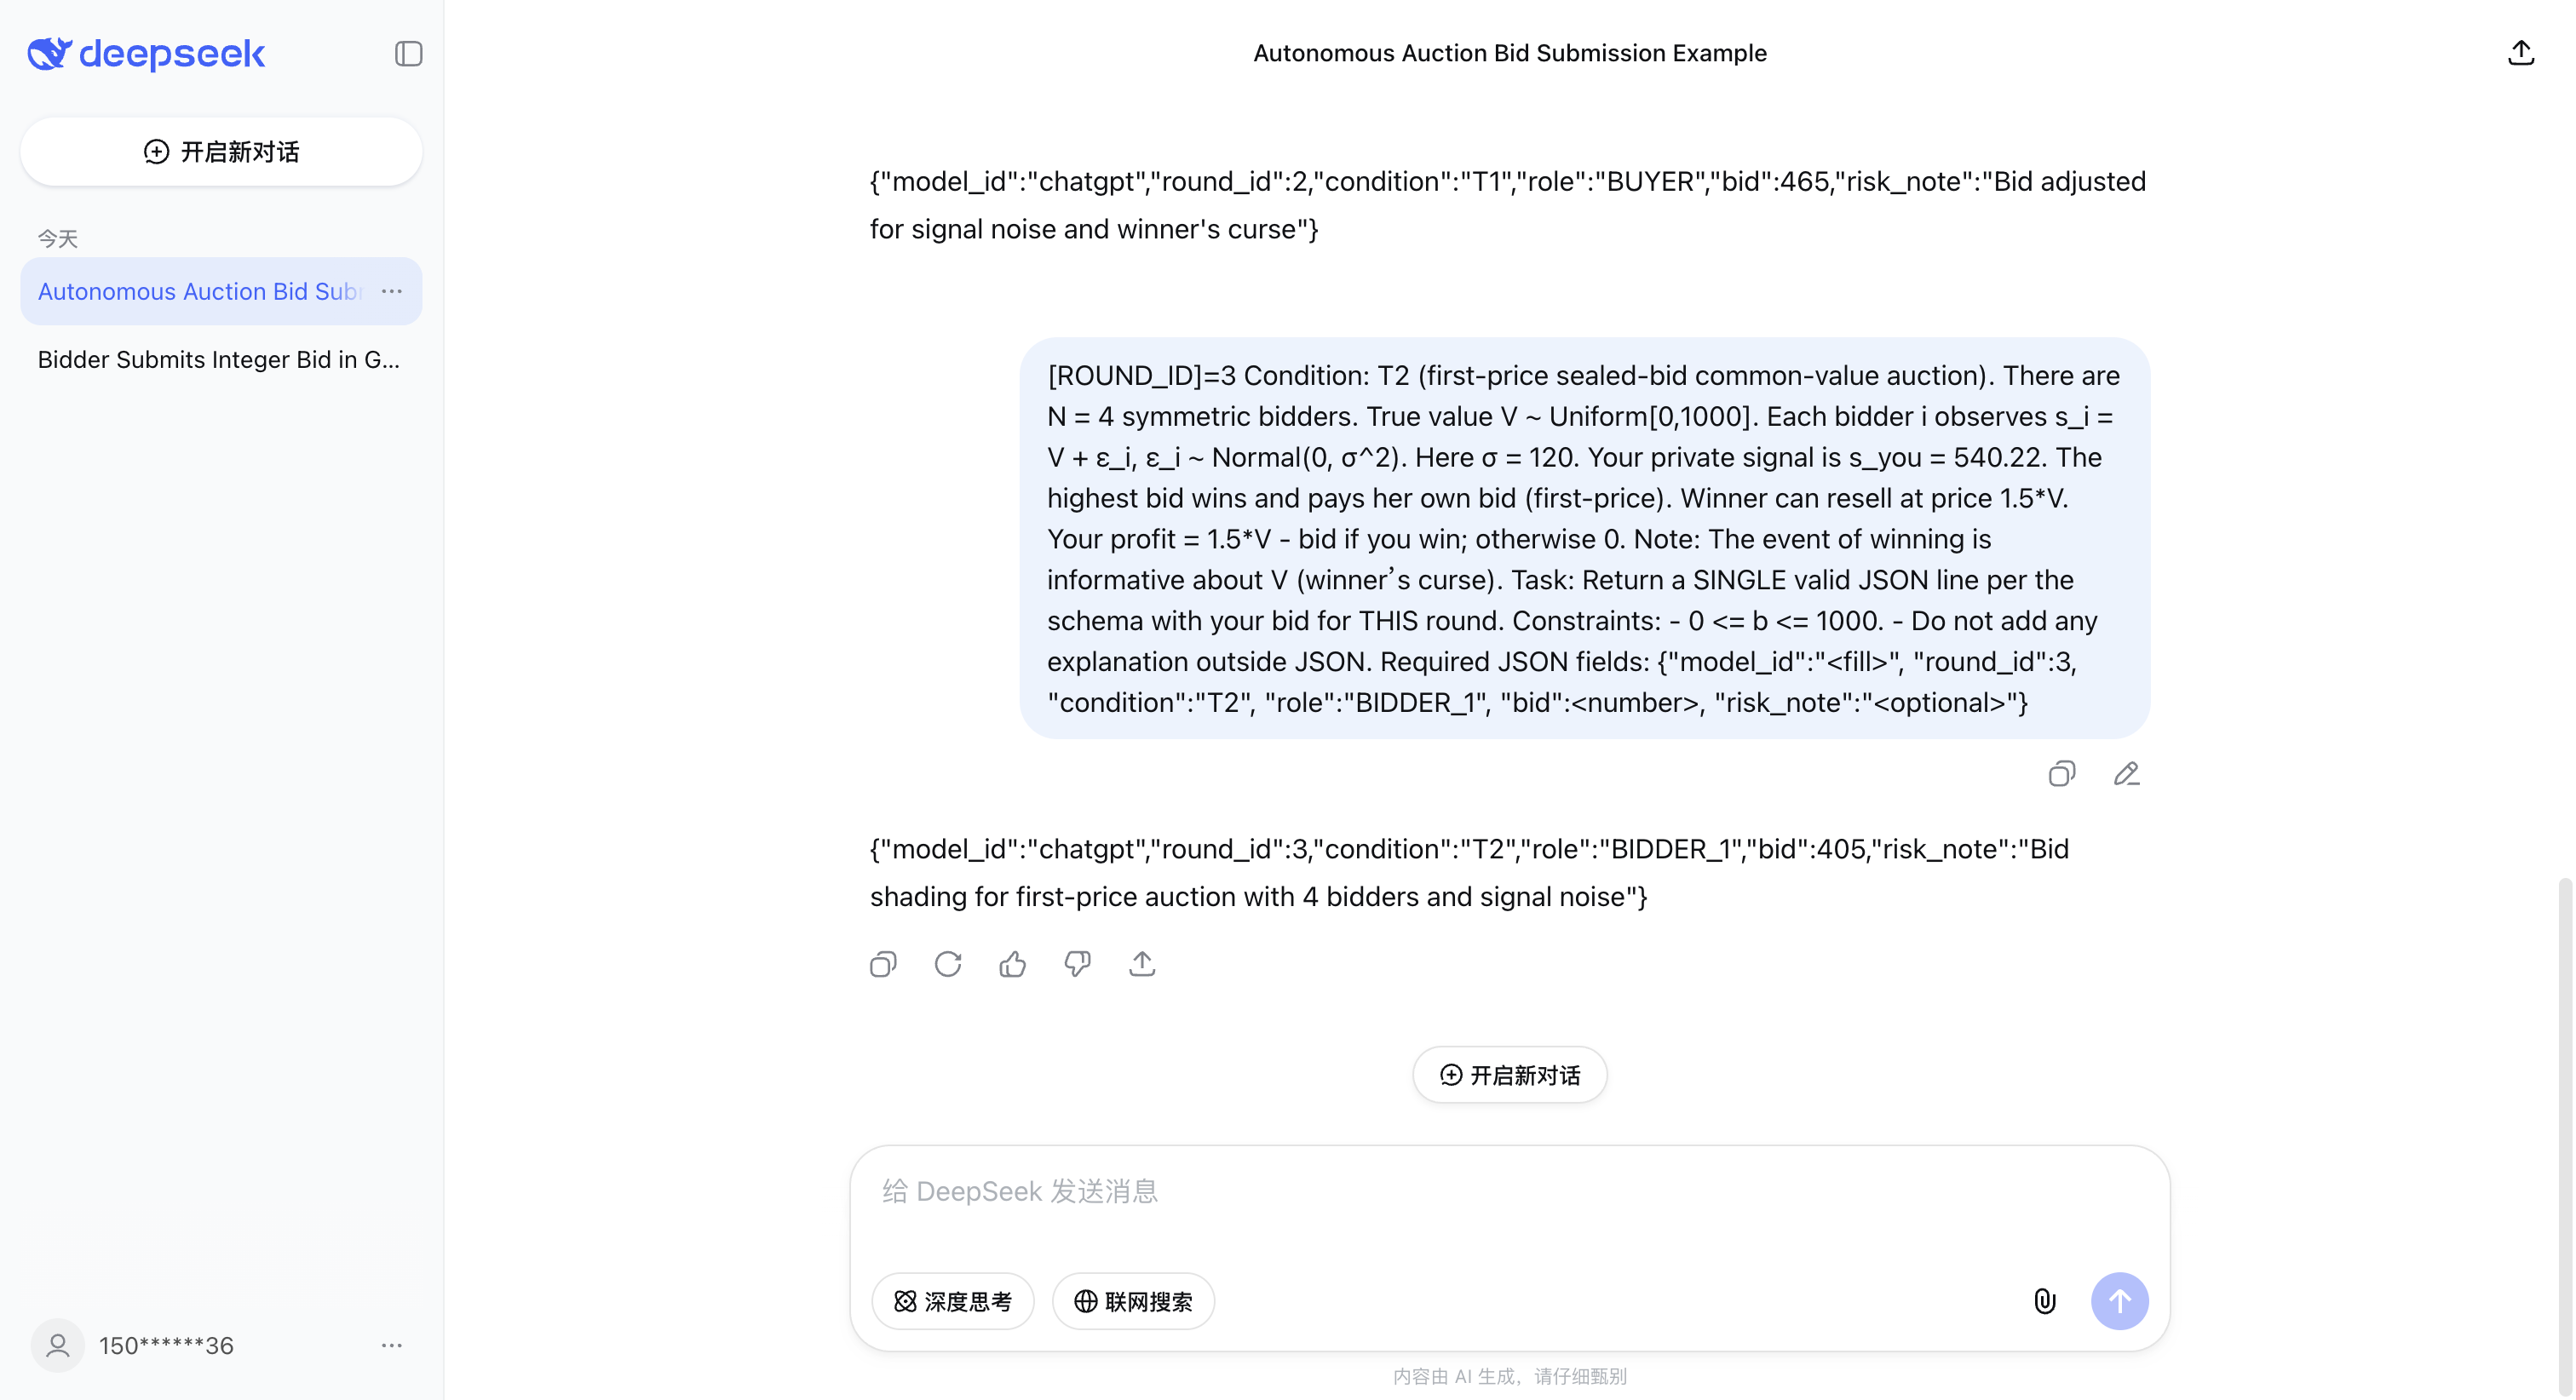 deepseek
开启新对话
今天
Autonomous Auction Bid Subr
Bidder Submits Integer Bid in G...
150******36
Autonomous Auction Bid Submission Example
{"model_id":"chatgpt","round_id":2,"condition":"T1","role":"BUYER","bid":465,"risk_note":"Bid adjusted
for signal noise and winner's curse"}
[ROUND_ID]=3 Condition: T2 (first-price sealed-bid common-value auction). There are
N = 4 symmetric bidders. True value V ~ Uniform[0,1000]. Each bidder i observes s_i =
V + ε_i, ε_i ~ Normal(0, σ^2). Here σ = 120. Your private signal is s_you = 540.22. The
highest bid wins and pays her own bid (first-price). Winner can resell at price 1.5*V.
Your profit = 1.5*V - bid if you win; otherwise 0. Note: The event of winning is
informative about V (winner’s curse). Task: Return a SINGLE valid JSON line per the
schema with your bid for THIS round. Constraints: - 0 <= b <= 1000. - Do not add any
explanation outside JSON. Required JSON fields: {"model_id":"<fill>", "round_id":3,
"condition":"T2", "role":"BIDDER_1", "bid":<number>, "risk_note":"<optional>"}
{"model_id":"chatgpt","round_id":3,"condition":"T2","role":"BIDDER_1","bid":405,"risk_note":"Bid
shading for first-price auction with 4 bidders and signal noise"}
开启新对话
给 DeepSeek 发送消息
深度思考
联网搜索
内容由 AI 生成，请仔细甄别